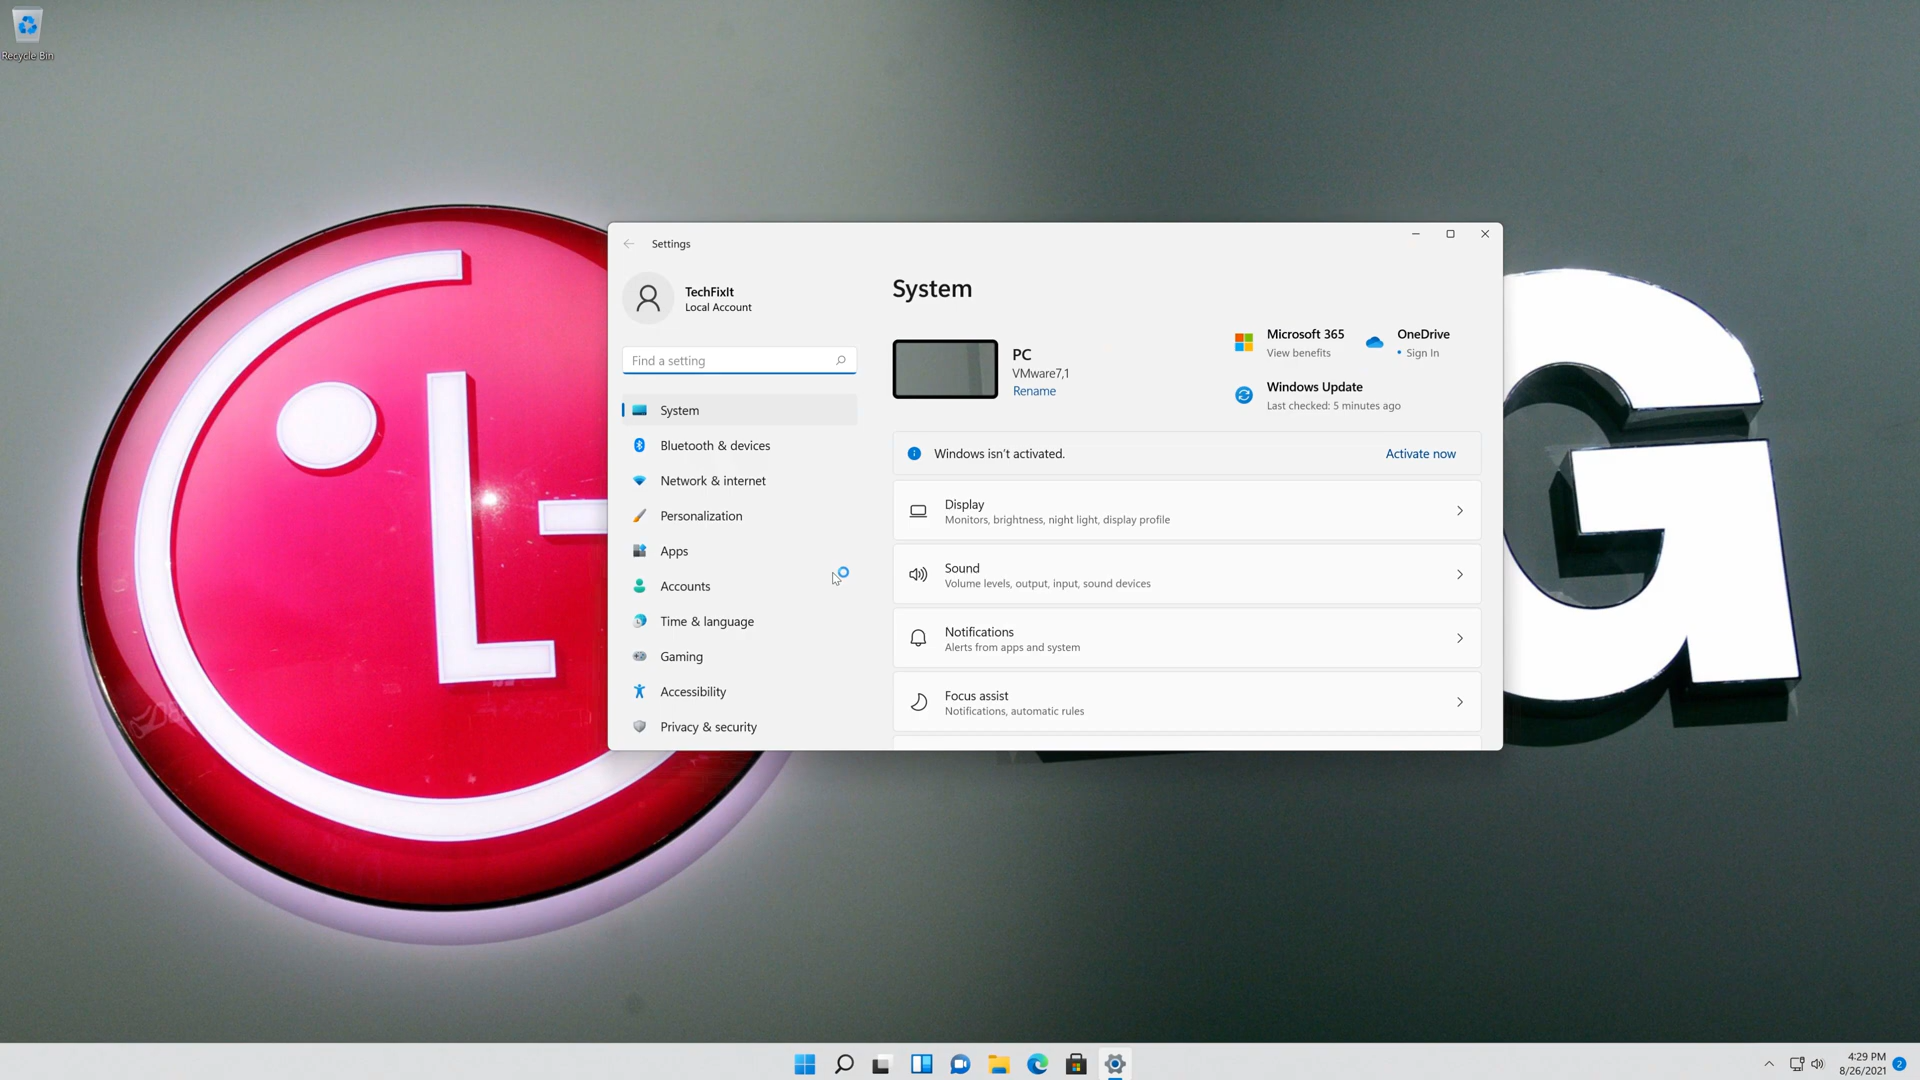 Recycle Bin
Settings
TechFixIt
Local Account
Find a setting
System
Bluetooth & devices
Network & internet
Personalization
Apps
Accounts
Time & language
Gaming
Accessibility
Privacy & security
System
PC
VMware7,1
Rename
Microsoft 365
View benefits
OneDrive
• Sign In
Windows Update
Last checked: 5 minutes ago
Windows isn't activated.
Activate now
Display
Monitors, brightness, night light, display profile
Sound
Volume levels, output, input, sound devices
Notifications
Alerts from apps and system
Focus assist
Notifications, automatic rules
L
G
4:29 PM
8/26/2021
2